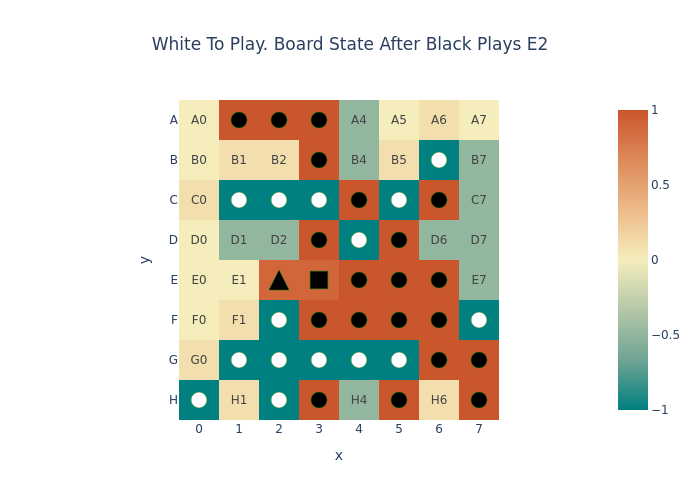 White To Play. Board State After Black Plays E2
A A0 A4 A5 A6 A7
B B0 B1 B2 B4 B5 B7
C C0 C7
D D0 D1 D2 D6 D7
E E0 E1 E7
F F0 F1
G G0
H H1 H4 H6
0 1 2 3 4 5 6 7
x
y
1
0.5
0
−0.5
−1